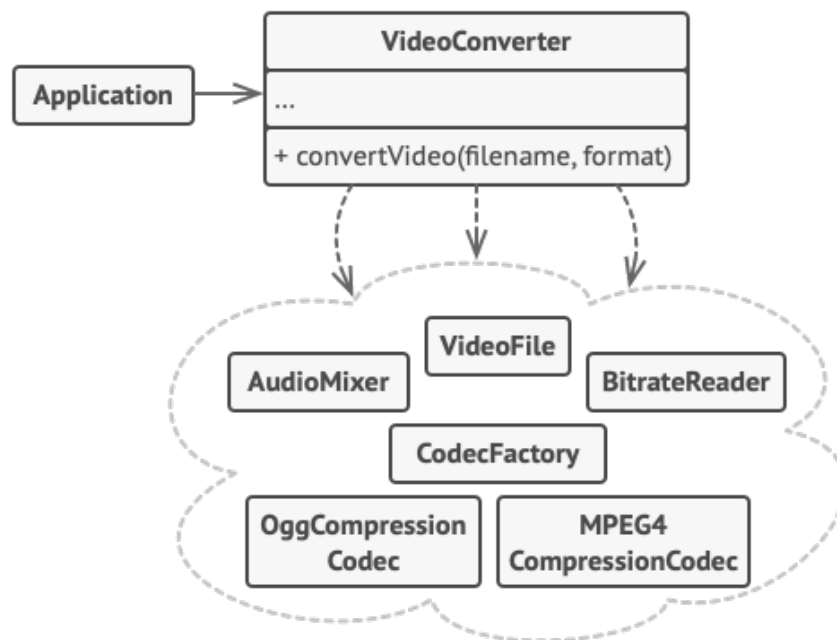 VideoConverter
Application
...
+ convertVideo(filename, format)
VideoFile
AudioMixer
BitrateReader
CodecFactory
OggCompression
Codec
MPEG4
CompressionCodec